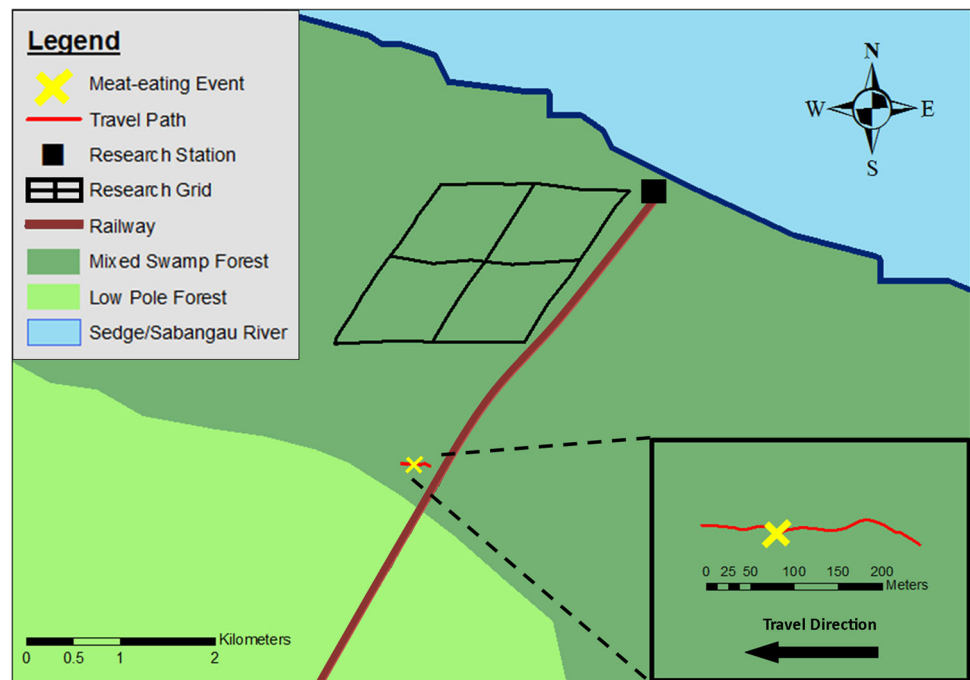 Legend
Meat-eating Event
Travel Path
Research Station
Research Grid
Railway
Mixed Swamp Forest
Low Pole Forest
Sedge/Sabangau River
N
W E
S
0 25 50 100 150 200
Meters
Travel Direction
Kilometers
0 0.5 1 2